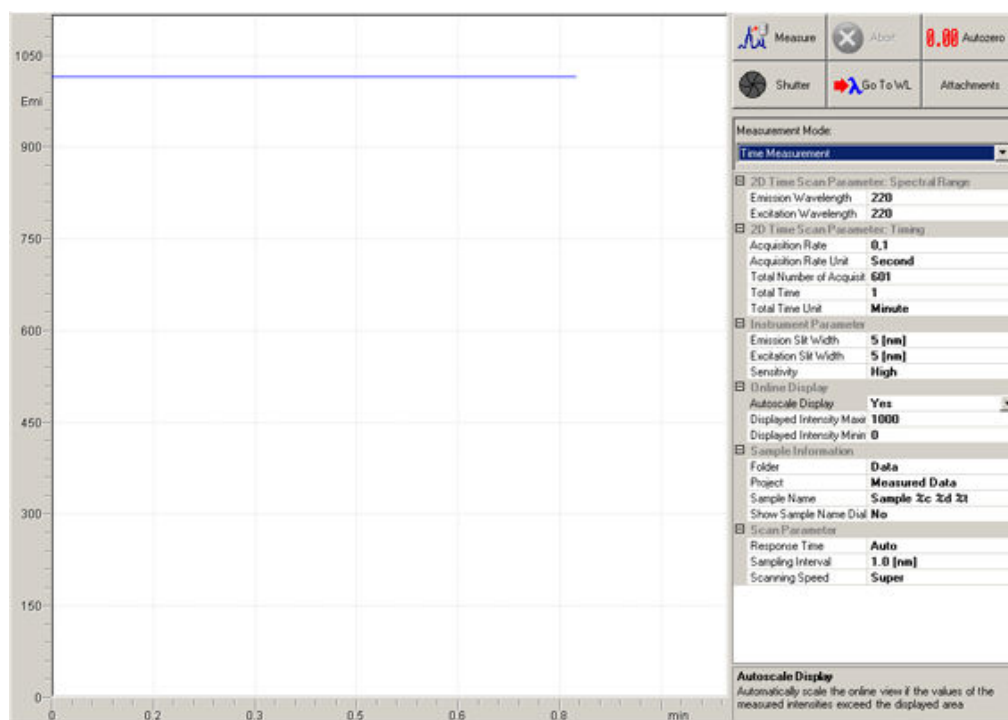 1050
Emi
900
750
600
450
300
150
0
0 0.2 0.3 0.5 0.6 0.8 min
Measure Abort 0.00 Autozero
Shutter Go To WL Attachments
Measurement Mode:
Time Measurement
2D Time Scan Parameter: Spectral Range
Emission Wavelength 220
Excitation Wavelength 220
2D Time Scan Parameter: Timing
Acquisition Rate 0,1
Acquisition Rate Unit Second
Total Number of Acquisit 601
Total Time 1
Total Time Unit Minute
Instrument Parameter
Emission Slit Width 5 [nm]
Excitation Slit Width 5 [nm]
Sensitivity High
Online Display
Autoscale Display Yes
Displayed Intensity Maxi 1000
Displayed Intensity Minin 0
Sample Information
Folder Data
Project Measured Data
Sample Name Sample %c %d %t
Show Sample Name Dial No
Scan Parameter
Response Time Auto
Sampling Interval 1.0 [nm]
Scanning Speed Super
Autoscale Display
Automatically scale the online view if the values of the
measured intensities exceed the displayed area